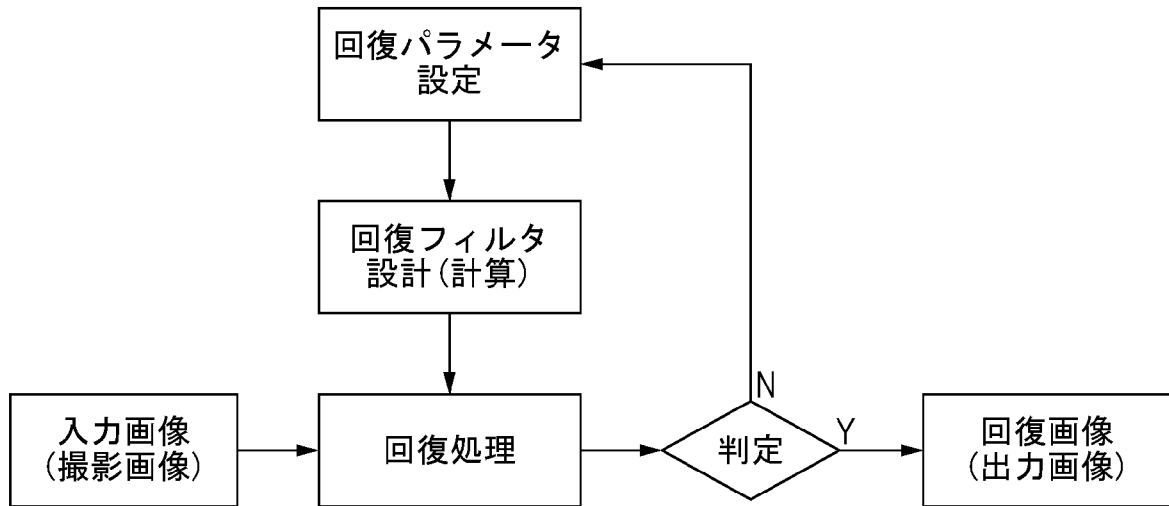 回復パラメータ
設定
回復フィルタ
設計(計算)
N
入力画像
(撮影画像)
回復処理
判定
Y
回復画像
(出力画像)